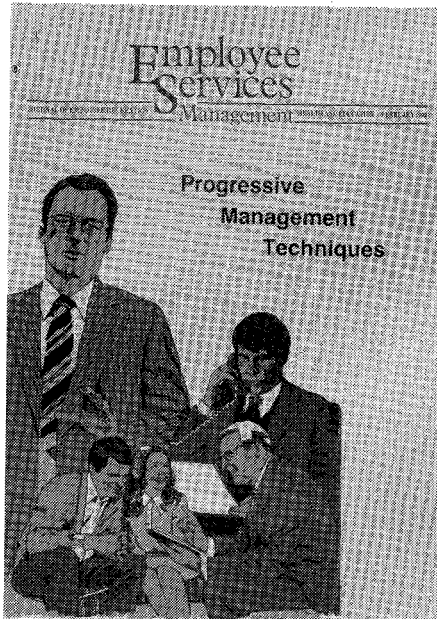 Employee
Services
Management
Progressive
Management
Techniques